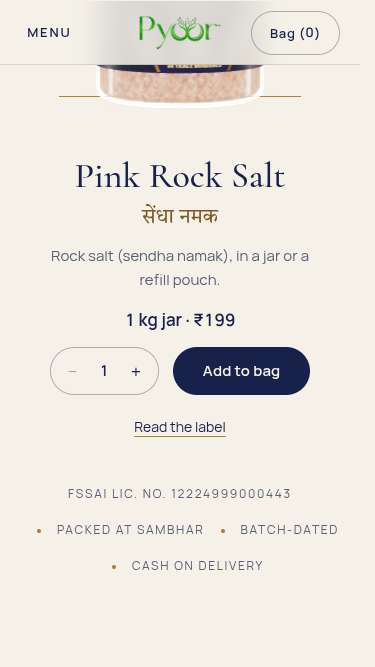 MENU
Pyoor
Bag (0)
Pink Rock Salt
सेंधा नमक
Rock salt (sendha namak), in a jar or a
refill pouch.
1 kg jar · ₹199
− 1 +
Add to bag
Read the label
FSSAI LIC. NO. 12224999000443
• PACKED AT SAMBHAR • BATCH-DATED
• CASH ON DELIVERY